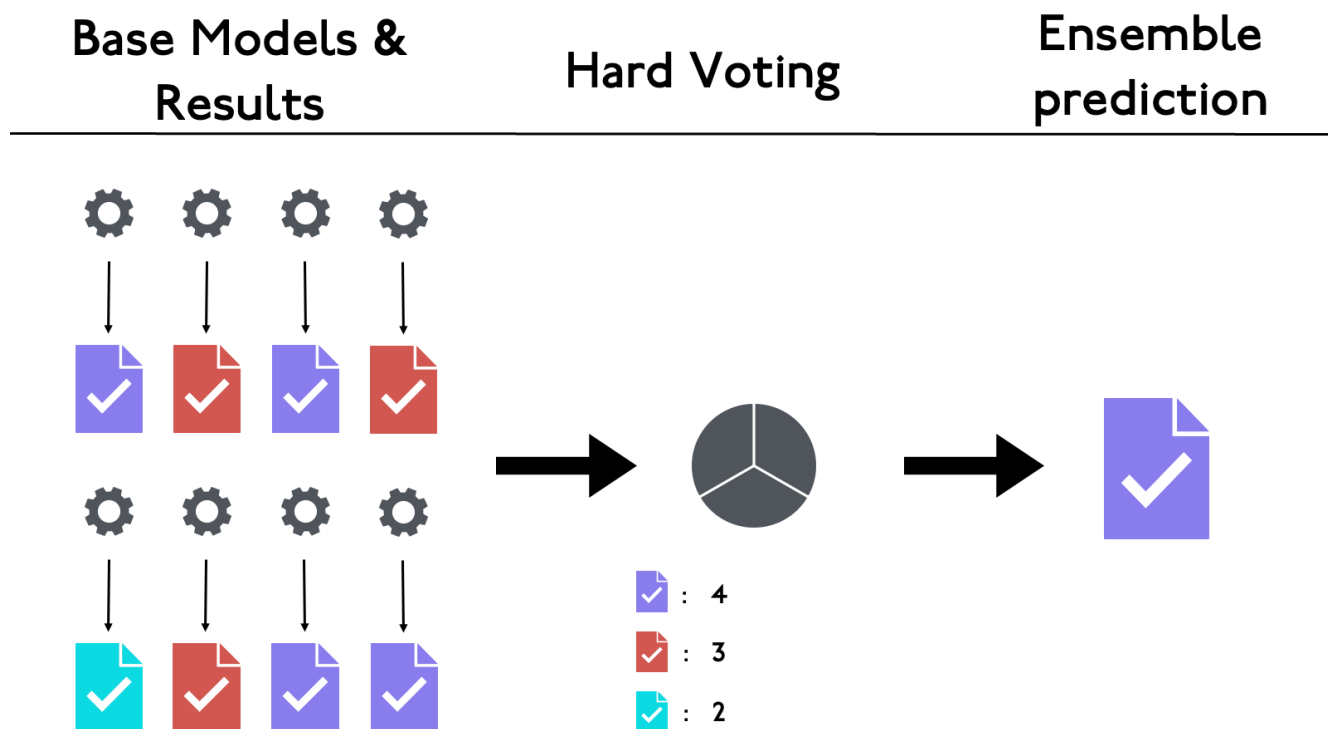 Base Models &
Results
Hard Voting
Ensemble
prediction
: 4
: 3
: 2